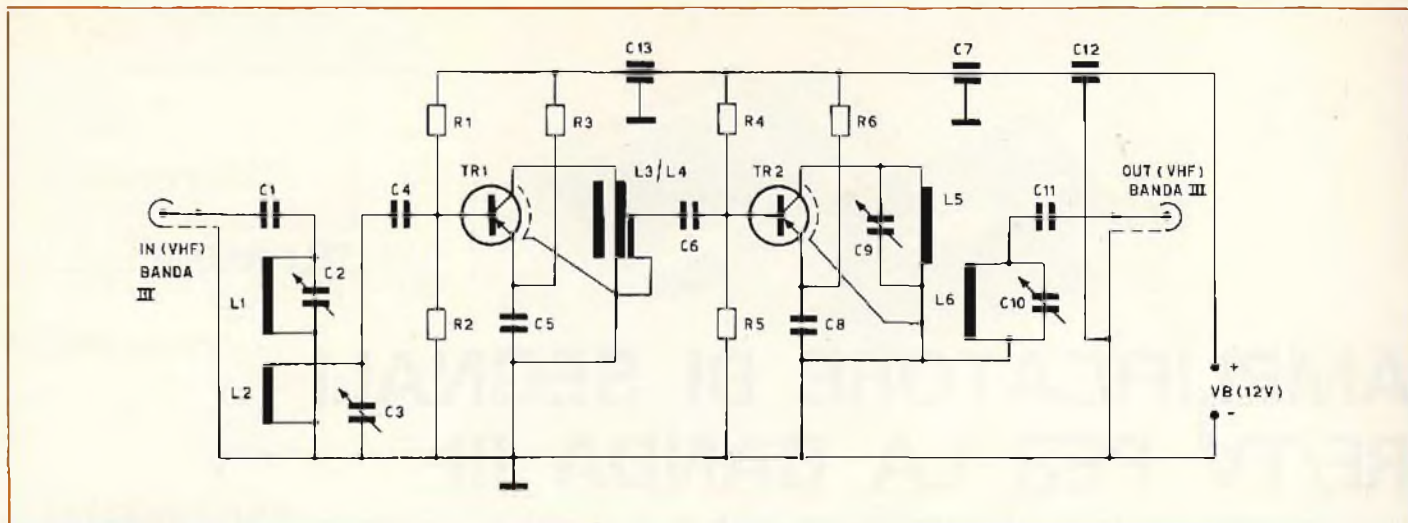 C13
C7
C12
R1
R3
R4
R6
TR1
L3/L4
TR2
OUT (VHF)
BANDA III
C1
C4
C6
C9
L5
C11
IN (VHF)
BANDA
III
C2
L1
R2
C5
R5
C8
L6
C10
L2
C3
+
VB (12V)
-